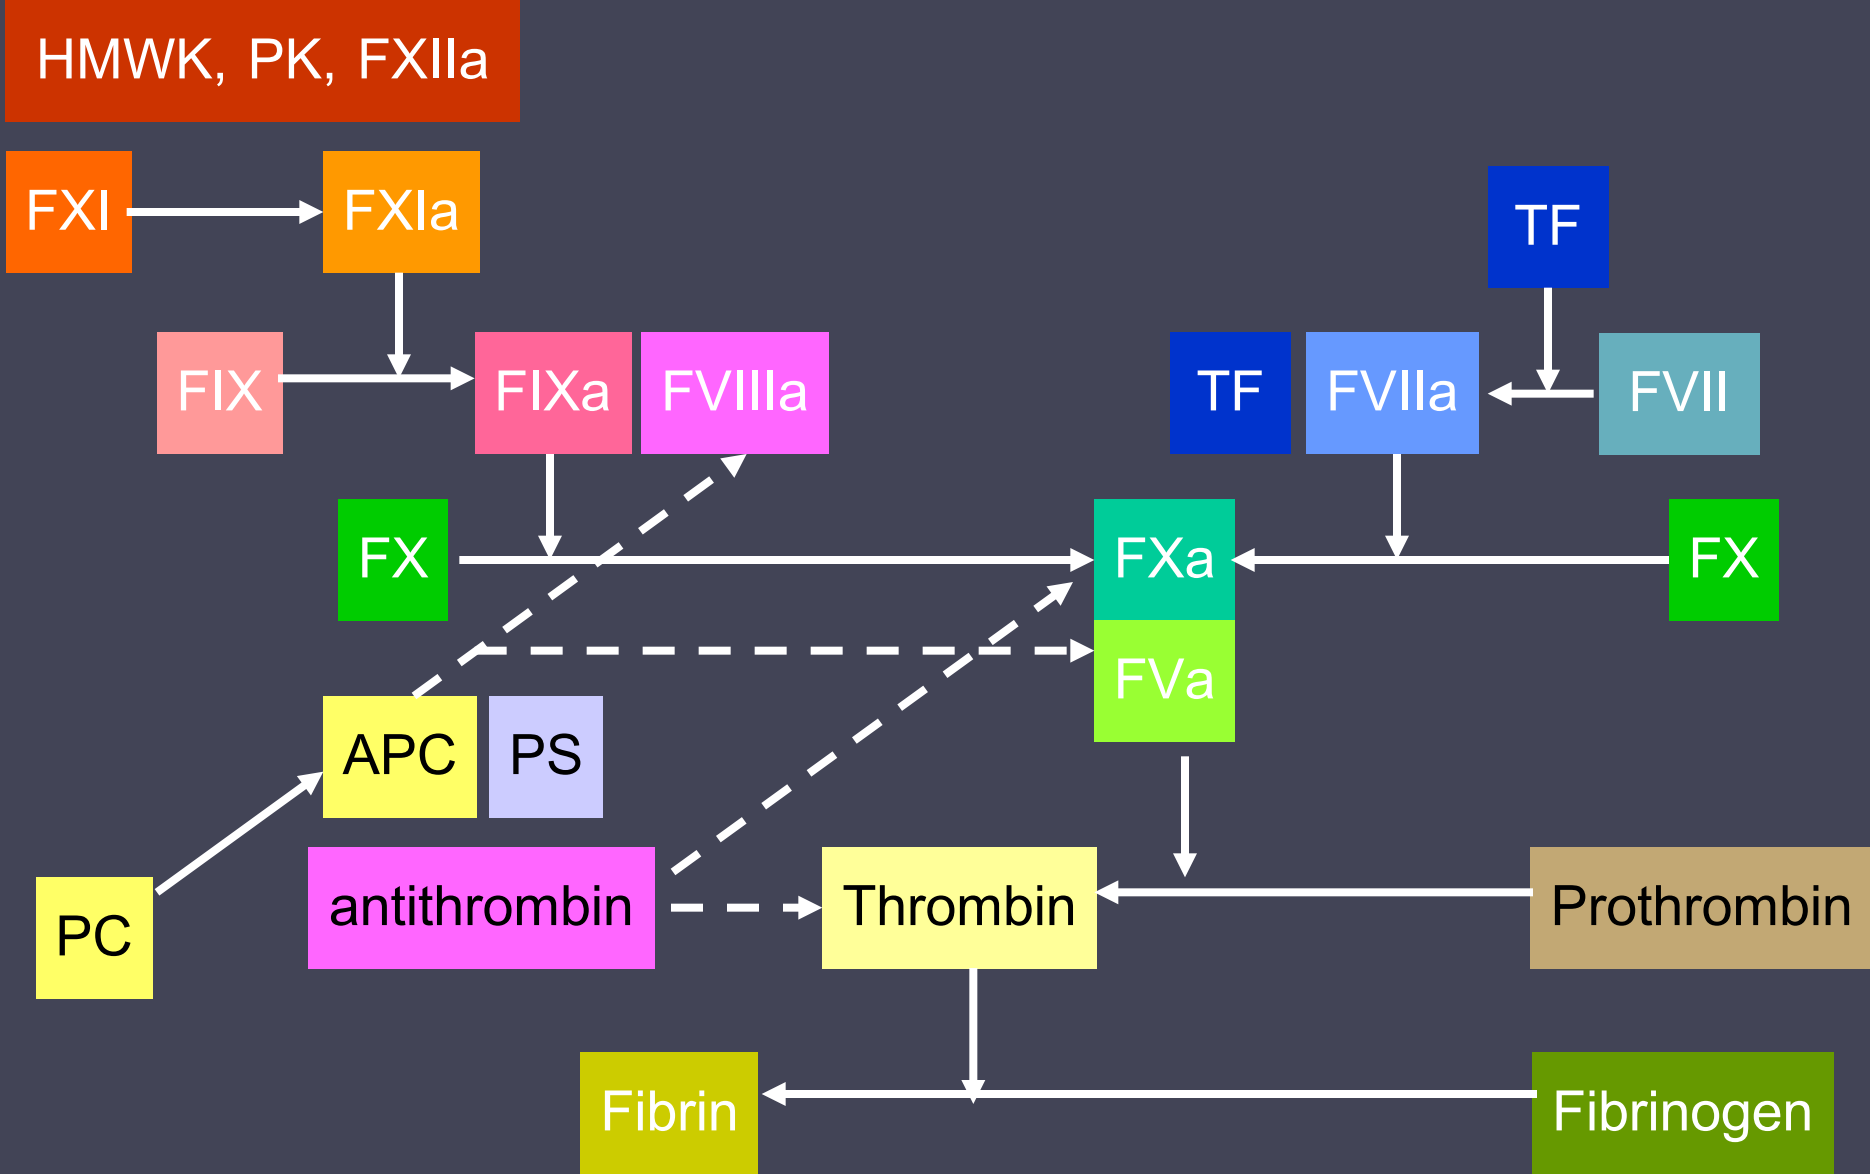 HMWK, PK, FXIIa
FXI
FXIa
TF
FIX
FIXa
FVIIIa
TF
FVIIa
FVII
FX
FXa
FX
FVa
APC
PS
antithrombin
Thrombin
Prothrombin
PC
Fibrin
Fibrinogen